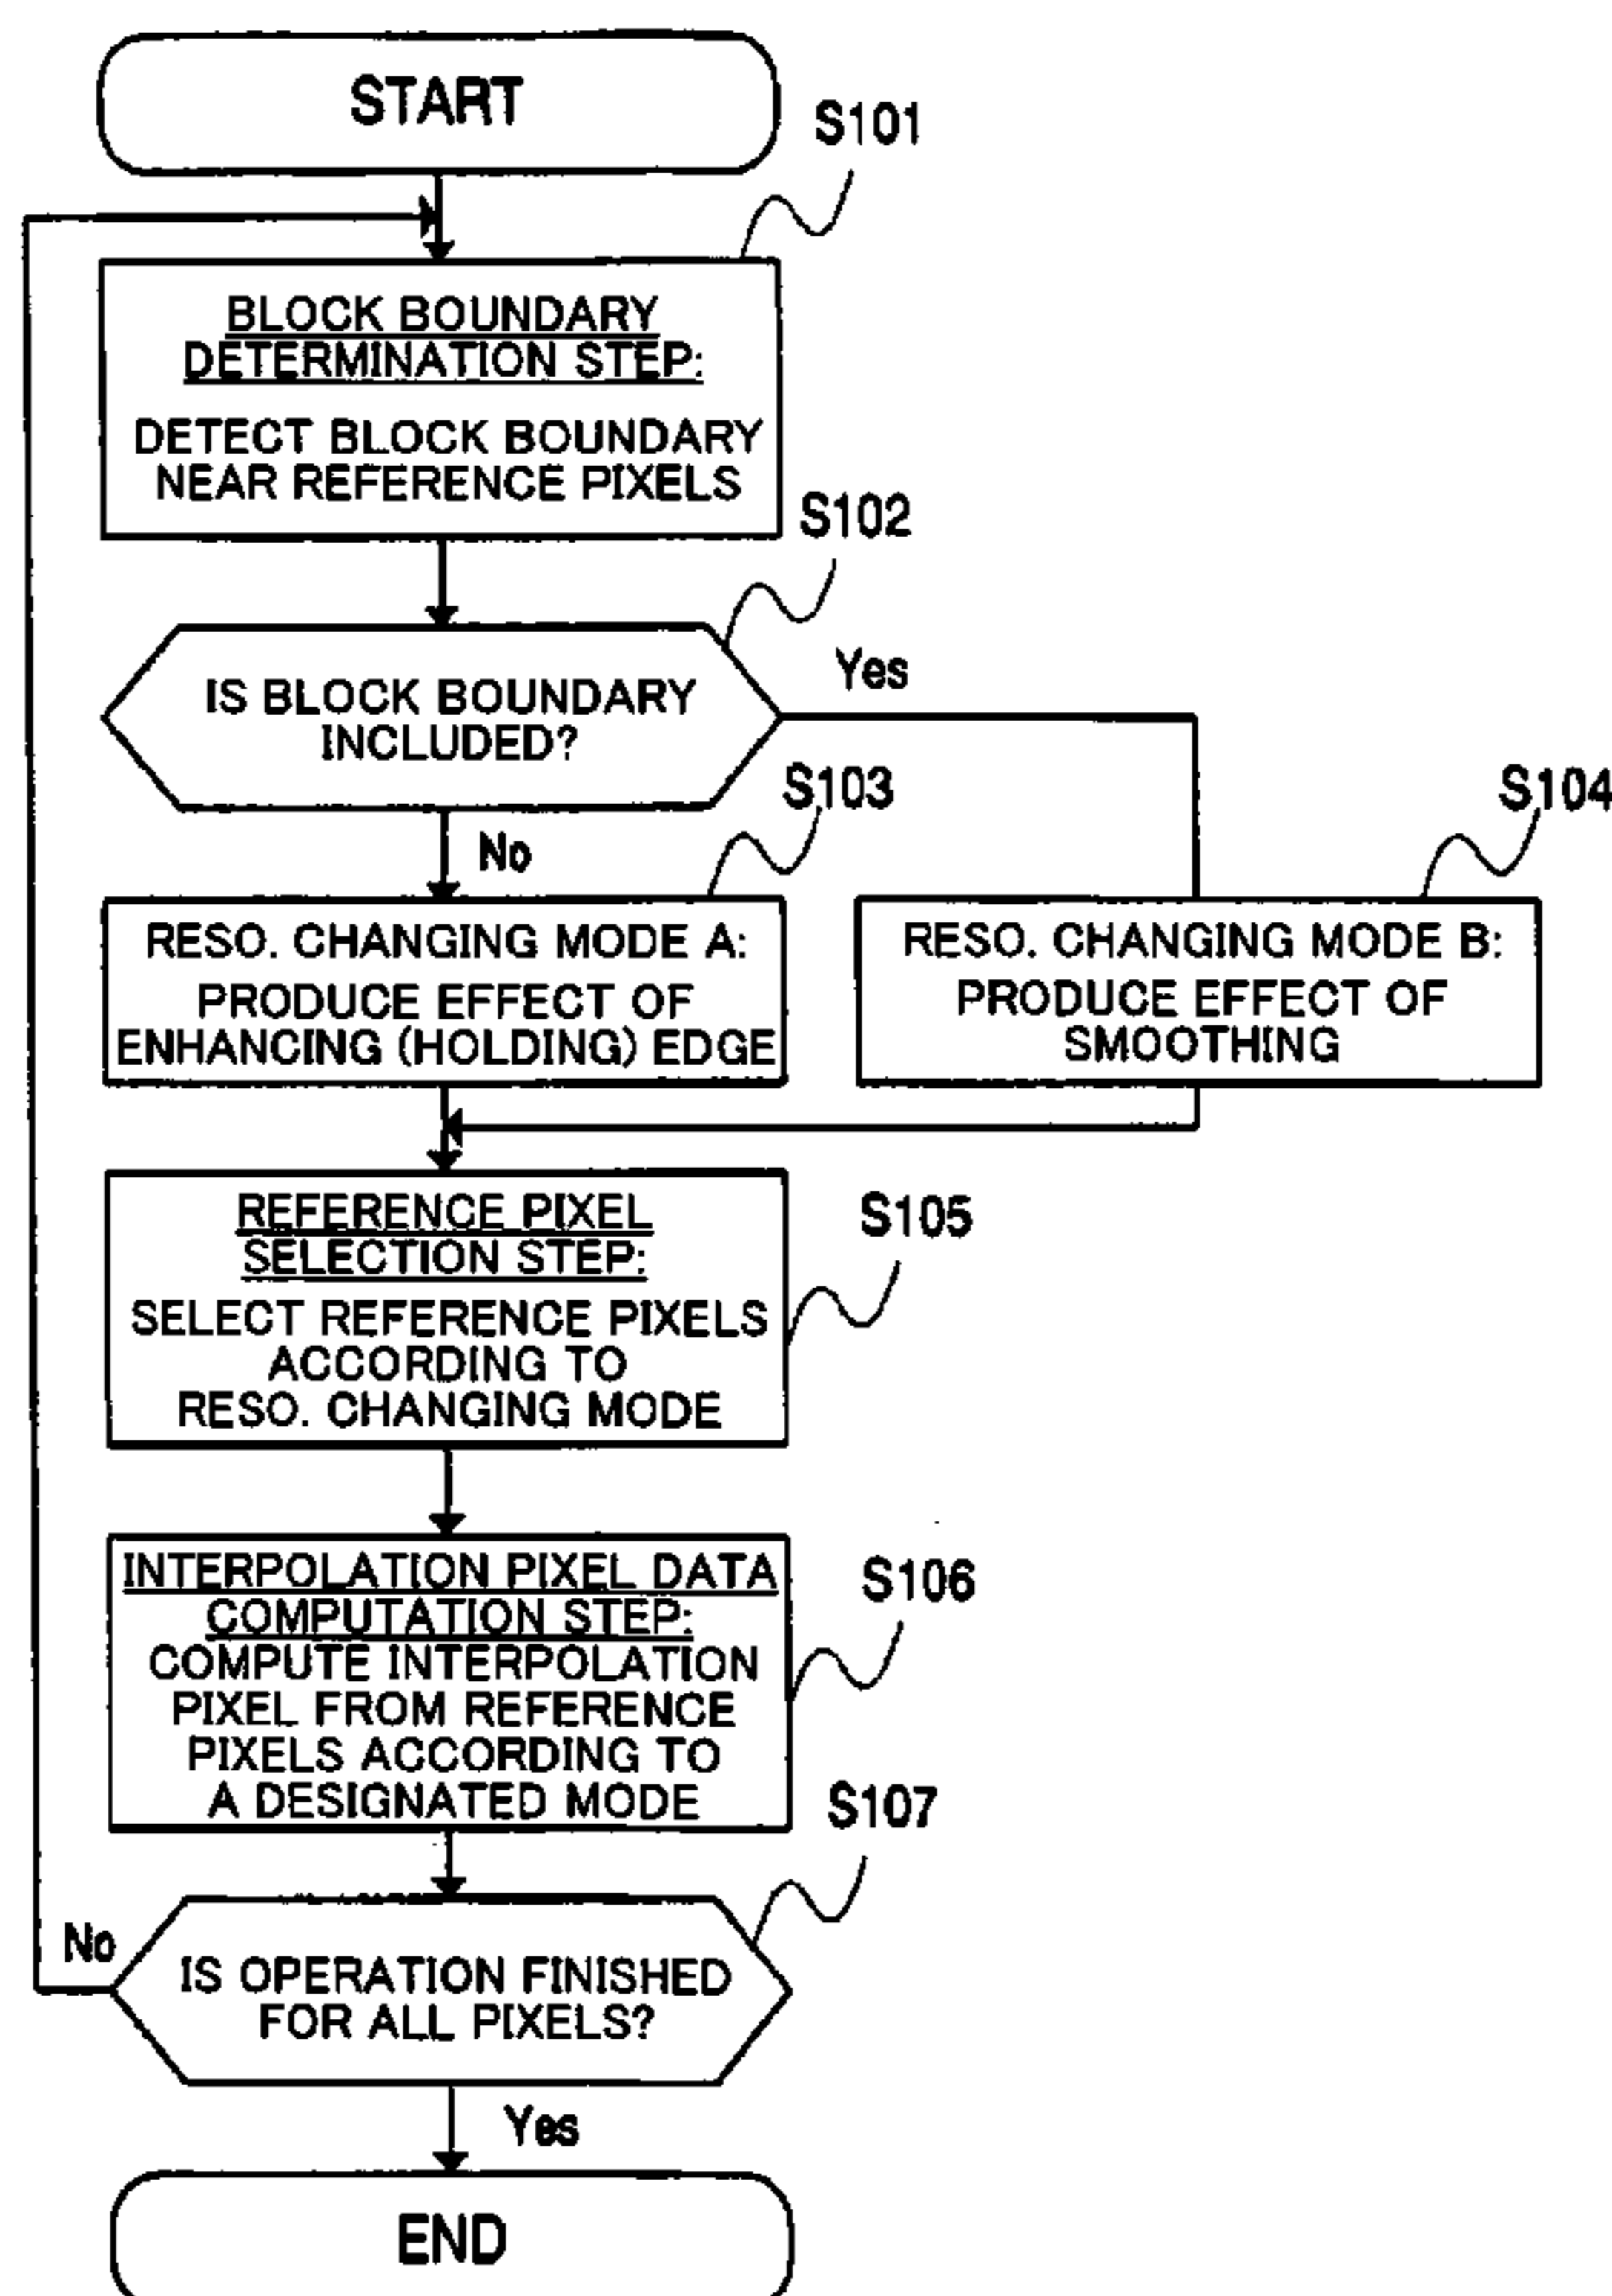 START
S101
BLOCK BOUNDARY
DETERMINATION STEP:
DETECT BLOCK BOUNDARY
NEAR REFERENCE PIXELS
S102
IS BLOCK BOUNDARY
INCLUDED?
Yes
No
S103
S104
RESO. CHANGING MODE A:
PRODUCE EFFECT OF
ENHANCING (HOLDING) EDGE
RESO. CHANGING MODE B:
PRODUCE EFFECT OF
SMOOTHING
REFERENCE PIXEL
SELECTION STEP:
SELECT REFERENCE PIXELS
ACCORDING TO
RESO. CHANGING MODE
S105
INTERPOLATION PIXEL DATA
COMPUTATION STEP:
COMPUTE INTERPOLATION
PIXEL FROM REFERENCE
PIXELS ACCORDING TO
A DESIGNATED MODE
S106
S107
No
IS OPERATION FINISHED
FOR ALL PIXELS?
Yes
END